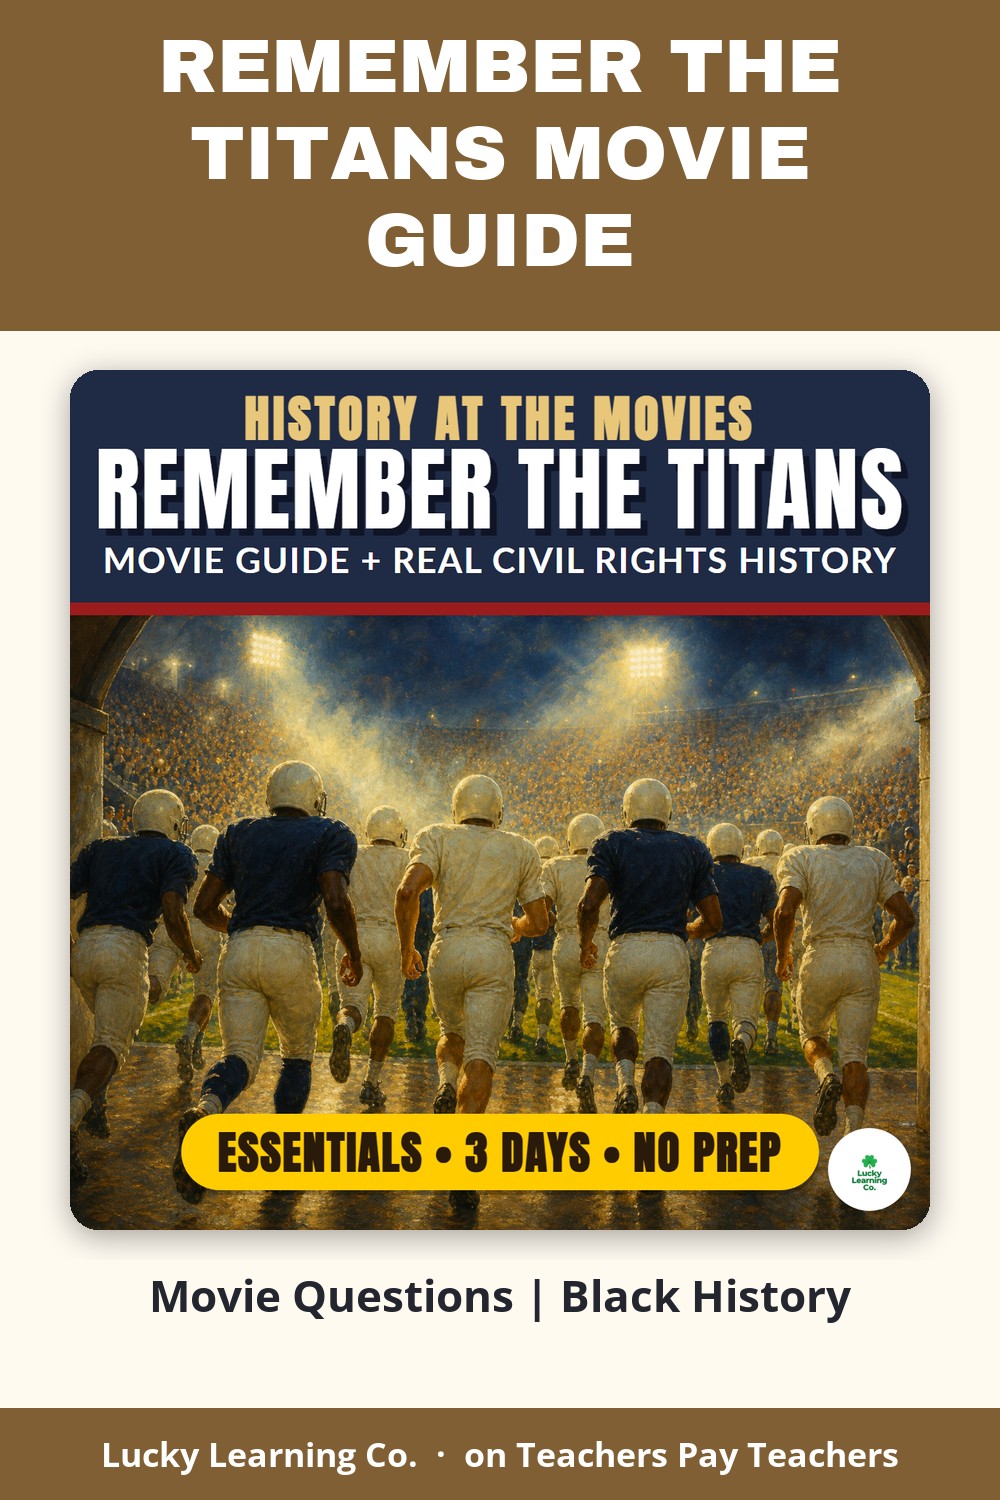 REMEMBER THE
TITANS MOVIE
GUIDE
HISTORY AT THE MOVIES
REMEMBER THE TITANS
MOVIE GUIDE + REAL CIVIL RIGHTS HISTORY
ESSENTIALS • 3 DAYS • NO PREP
Lucky
Learning
Co.
Movie Questions | Black History
Lucky Learning Co. · on Teachers Pay Teachers